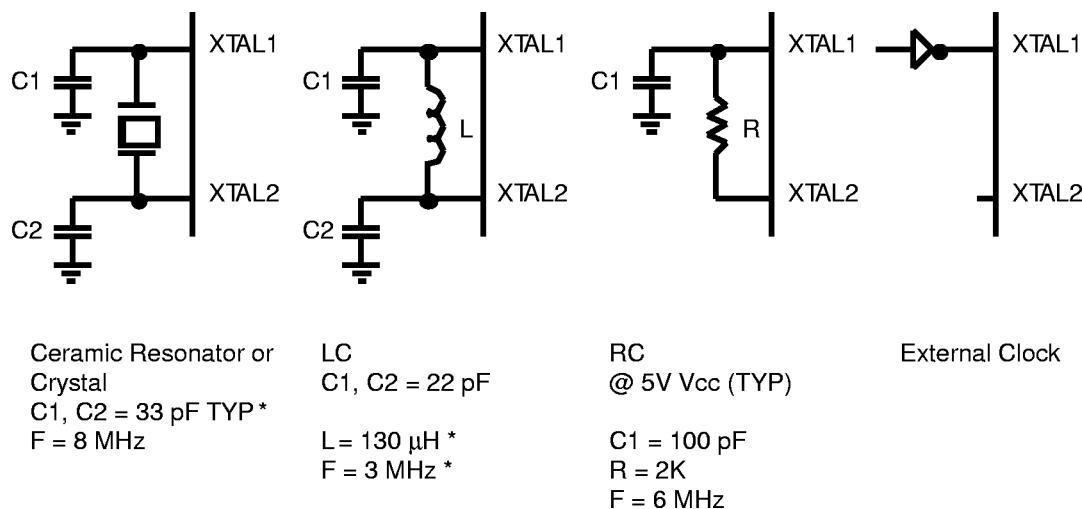 XTAL1
C1
XTAL2
C2
XTAL1
C1
L
XTAL2
C2
XTAL1
C1
R
XTAL2
XTAL1
XTAL2
Ceramic Resonator or
Crystal
C1, C2 = 33 pF TYP *
F = 8 MHz
LC
C1, C2 = 22 pF
L = 130 μH *
F = 3 MHz *
RC
@ 5V Vcc (TYP)
C1 = 100 pF
R = 2K
F = 6 MHz
External Clock